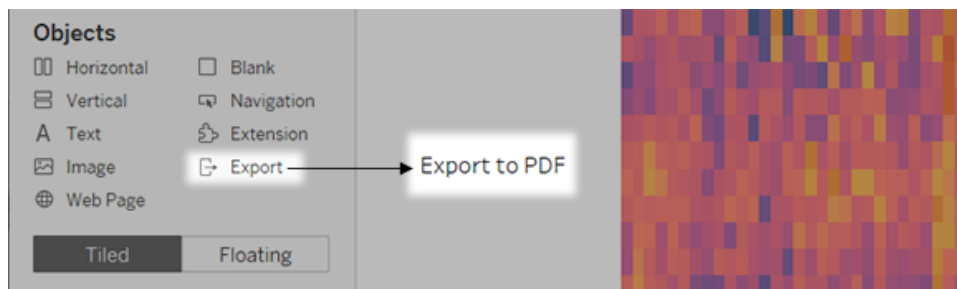 Objects
Horizontal
Blank
Vertical
Navigation
A Text
Extension
Image
Export
Export to PDF
Web Page
Tiled
Floating